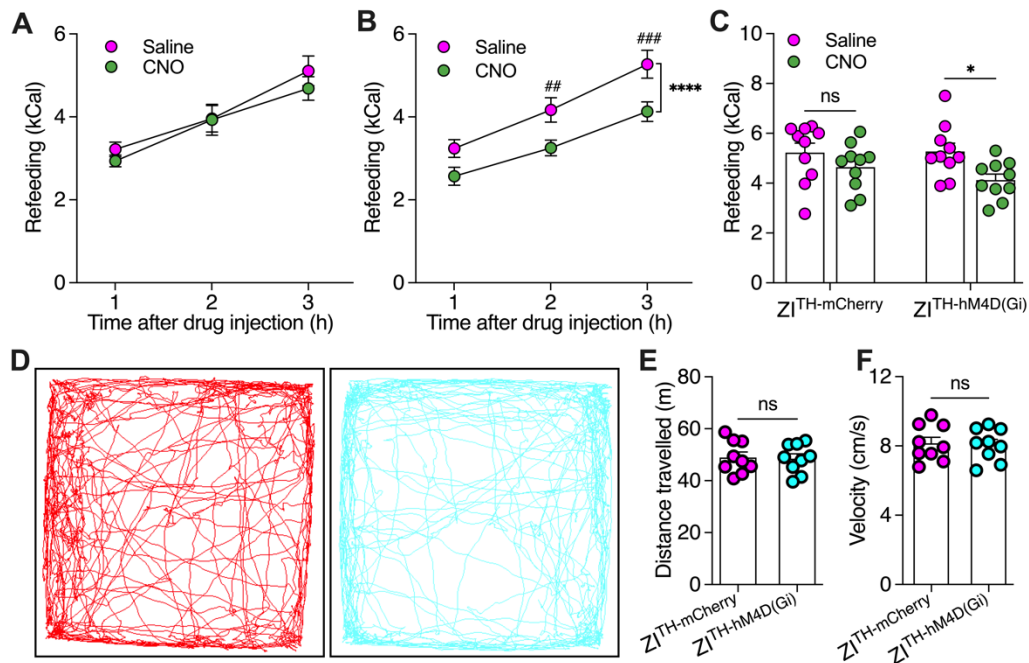 A
Refeeding (kCal)
6
4
2
0
Saline
CNO
1
2
3
Time after drug injection (h)
B
Refeeding (kCal)
6
4
2
0
Saline
CNO
##
###
****
1
2
3
Time after drug injection (h)
C
Refeeding (kCal)
10
8
6
4
2
0
Saline
CNO
ns
*
ZI^TH-mCherry
ZI^TH-hM4D(Gi)
D
E
Distance travelled (m)
80
60
40
20
0
ns
ZI^TH-mCherry
ZI^TH-hM4D(Gi)
F
Velocity (cm/s)
12
8
4
0
ns
ZI^TH-mCherry
ZI^TH-hM4D(Gi)